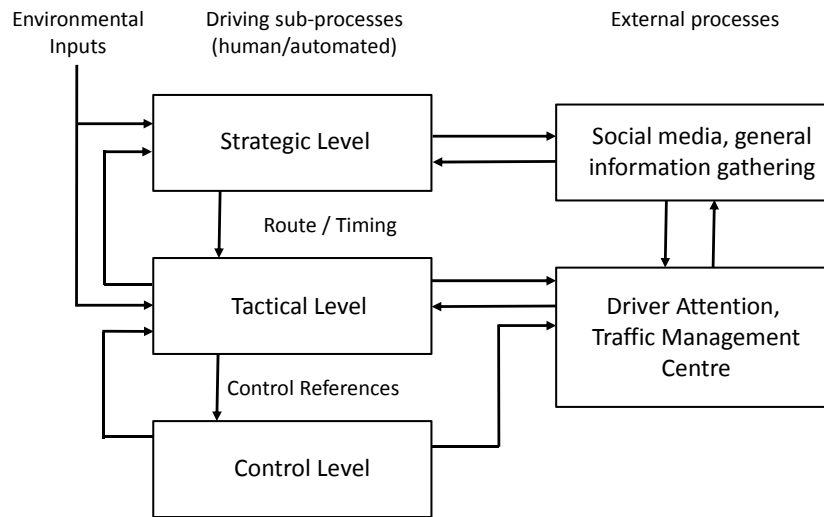 Environmental
Inputs
Driving sub-processes
(human/automated)
External processes
Strategic Level
Social media, general
information gathering
Route / Timing
Tactical Level
Driver Attention,
Traffic Management
Centre
Control References
Control Level